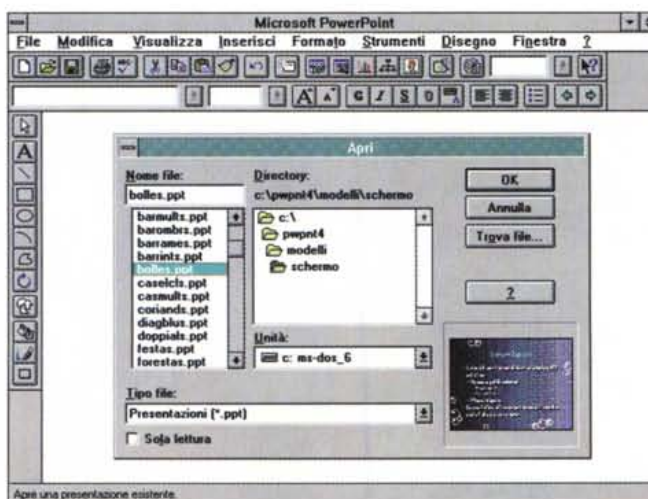 Microsoft PowerPoint
File Modifica Visualizza Inserisci Formato Strumenti Disegno Finestra ?
A A G I S
A
Apri
Nome file:
bolles.ppt
barmults.ppt
barombrs.ppt
barrames.ppt
barrints.ppt
bolles.ppt
caselcls.ppt
casmults.ppt
coriands.ppt
diagblus.ppt
doppials.ppt
festas.ppt
forestas.ppt
Directory:
c:\pwpnt4\modelli\schermo
c:\
pwpnt4
modelli
schermo
OK
Annulla
Trova file...
?
Unità:
c: ms-dos_6
Tipo file:
Presentazioni (*.ppt)
Sola lettura
Apre una presentazione esistente.